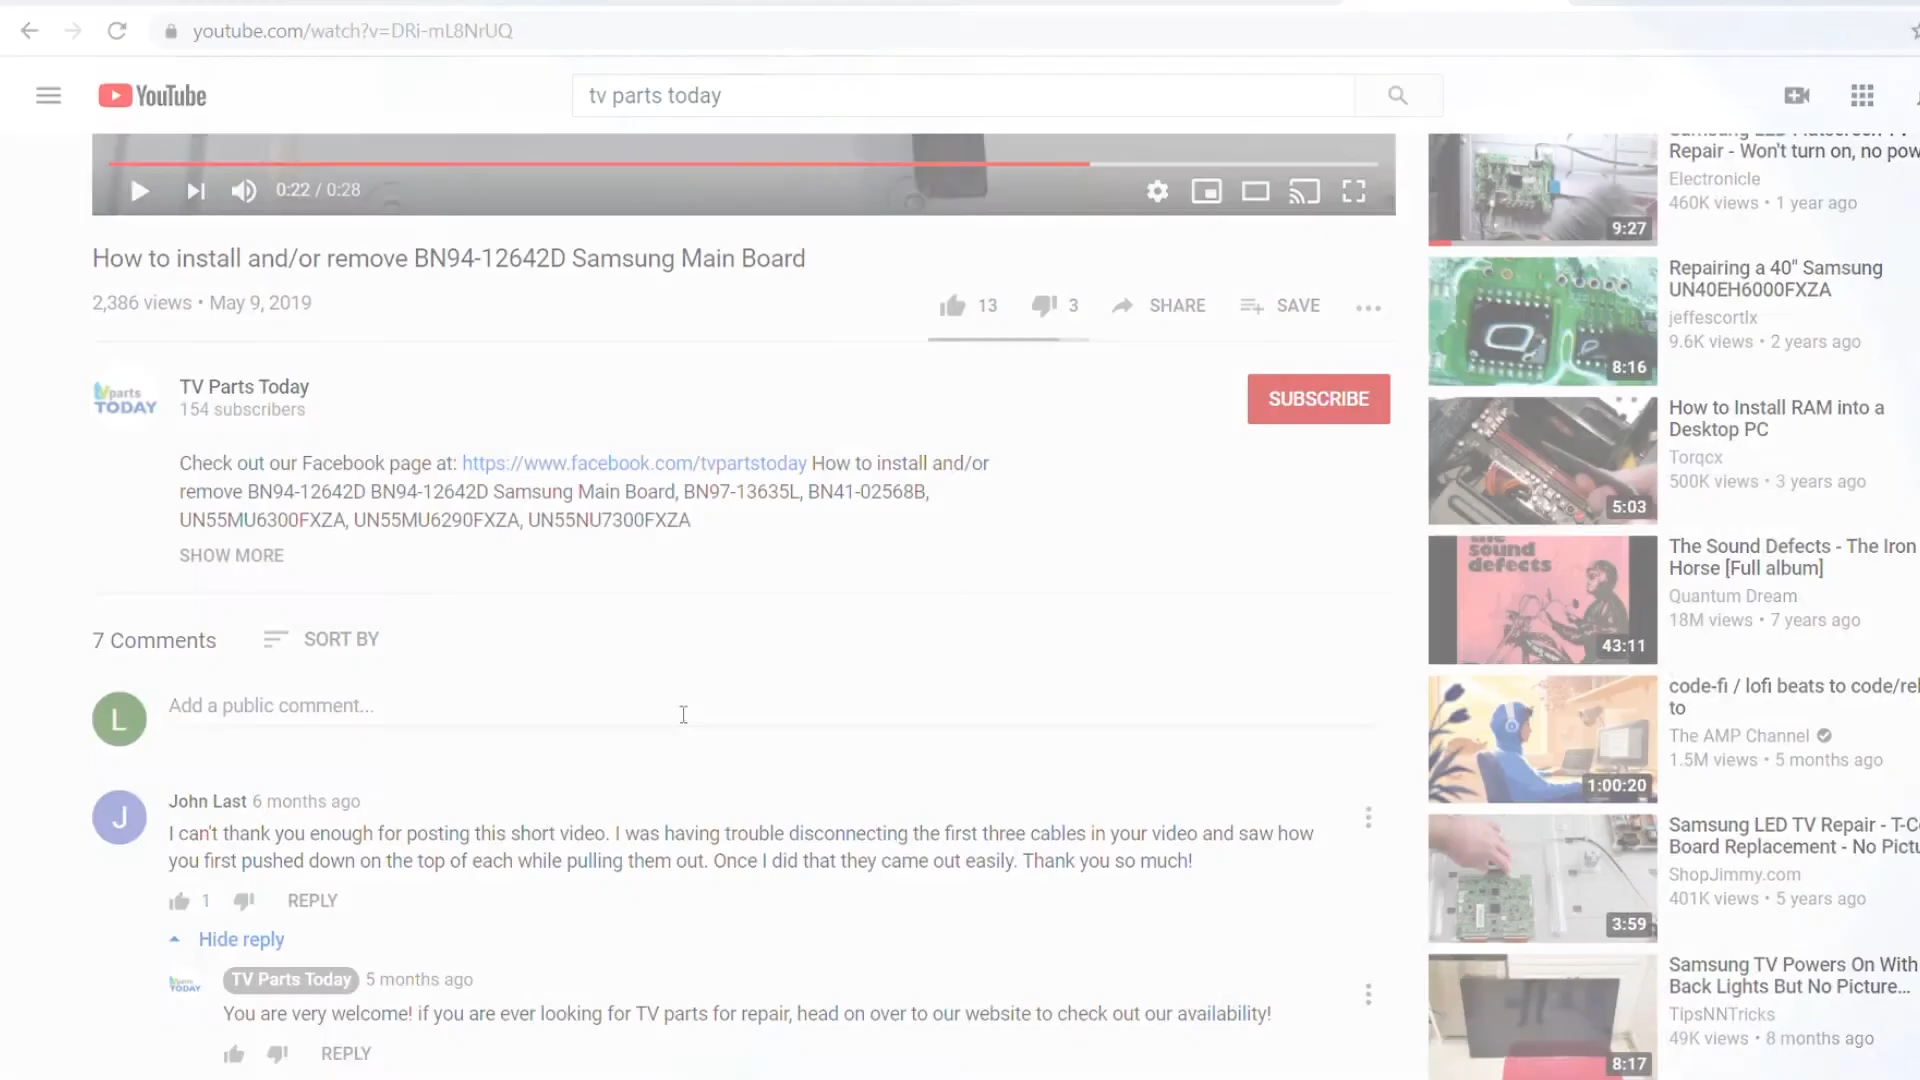 youtube.com/watch?v=DRi-mL8NrUQ
YouTube
tv parts today
0:22 / 0:28
How to install and/or remove BN94-12642D Samsung Main Board
2,386 views • May 9, 2019
13
3
SHARE
SAVE
Vparts
TODAY
TV Parts Today
154 subscribers
SUBSCRIBE
Check out our Facebook page at: https://www.facebook.com/tvpartstoday How to install and/or
remove BN94-12642D BN94-12642D Samsung Main Board, BN97-13635L, BN41-02568B,
UN55MU6300FXZA, UN55MU6290FXZA, UN55NU7300FXZA
SHOW MORE
7 Comments
SORT BY
L
Add a public comment...
J
John Last 6 months ago
I can't thank you enough for posting this short video. I was having trouble disconnecting the first three cables in your video and saw how
you first pushed down on the top of each while pulling them out. Once I did that they came out easily. Thank you so much!
1
REPLY
Hide reply
TODAY
TV Parts Today 5 months ago
You are very welcome! if you are ever looking for TV parts for repair, head on over to our website to check out our availability!
REPLY
Samsung LED Flatscreen TV
Repair - Won't turn on, no pow
Electronicle
460K views • 1 year ago
9:27
Repairing a 40" Samsung
UN40EH6000FXZA
jeffescortlx
9.6K views • 2 years ago
8:16
How to Install RAM into a
Desktop PC
Torqcx
500K views • 3 years ago
5:03
the
sound
defects
The Sound Defects - The Iron
Horse [Full album]
Quantum Dream
18M views • 7 years ago
43:11
code-fi / lofi beats to code/rel
to
The AMP Channel
1.5M views • 5 months ago
1:00:20
Samsung LED TV Repair - T-C
Board Replacement - No Pictu
ShopJimmy.com
401K views • 5 years ago
3:59
Samsung TV Powers On With
Back Lights But No Picture...
TipsNNTricks
49K views • 8 months ago
8:17